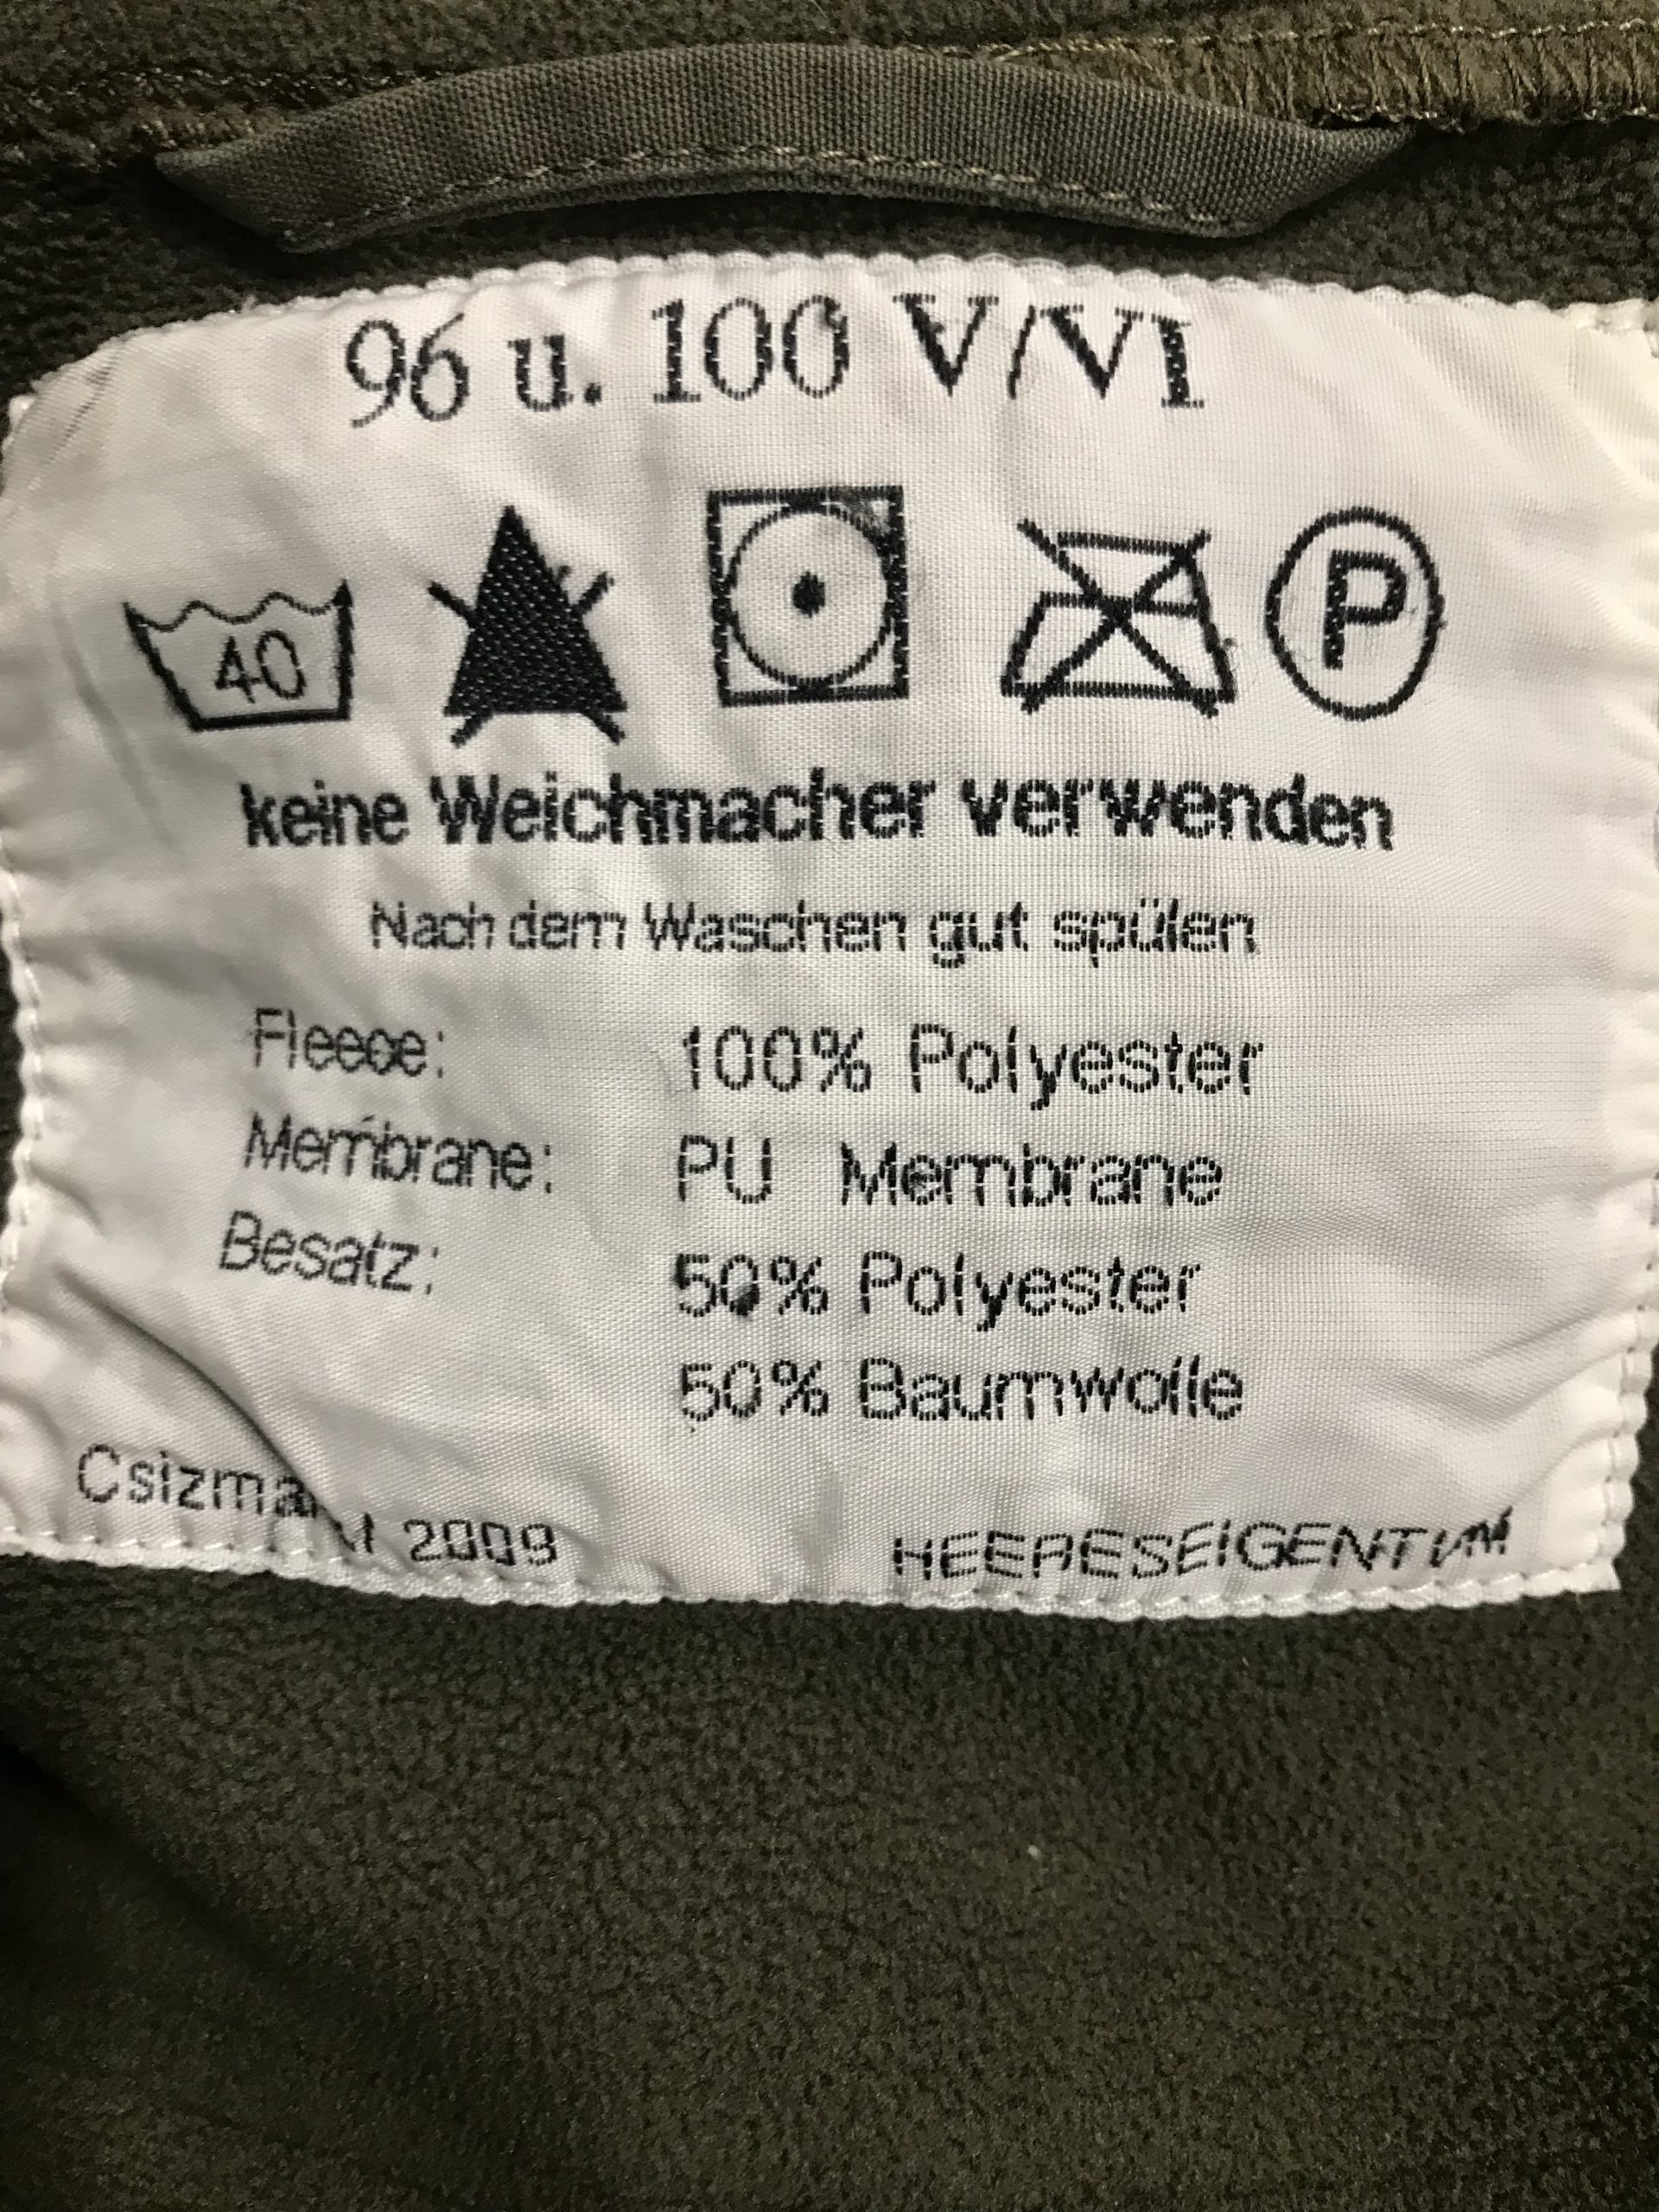 96 u. 100 V/VI
40
P
keine Weichmacher verwenden
Nach dem Waschen gut spülen
Fleece: 100% Polyester
Membrane: PU Membrane
Besatz: 50% Polyester
50% Baumwolle
2009 HEERESEIGENTUM